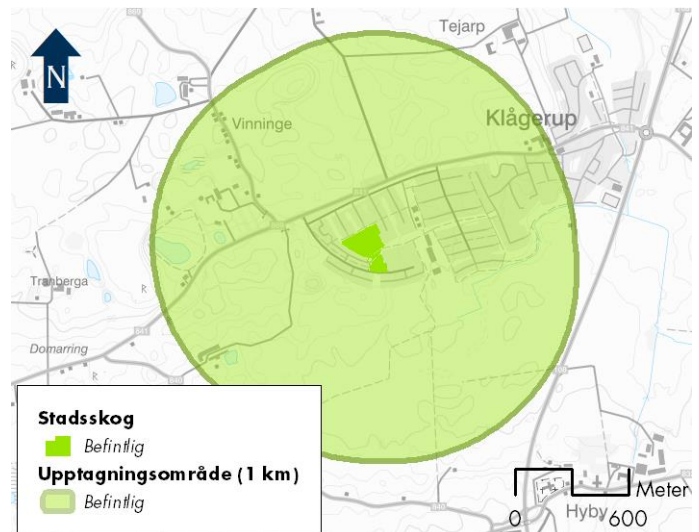 Tejarp
N
Klågerup
Vinninge
Tranberga
Domarring
Stadsskog
Befintlig
Upptagningsområde (1 km)
Befintlig
Meter
Hyby
0 600